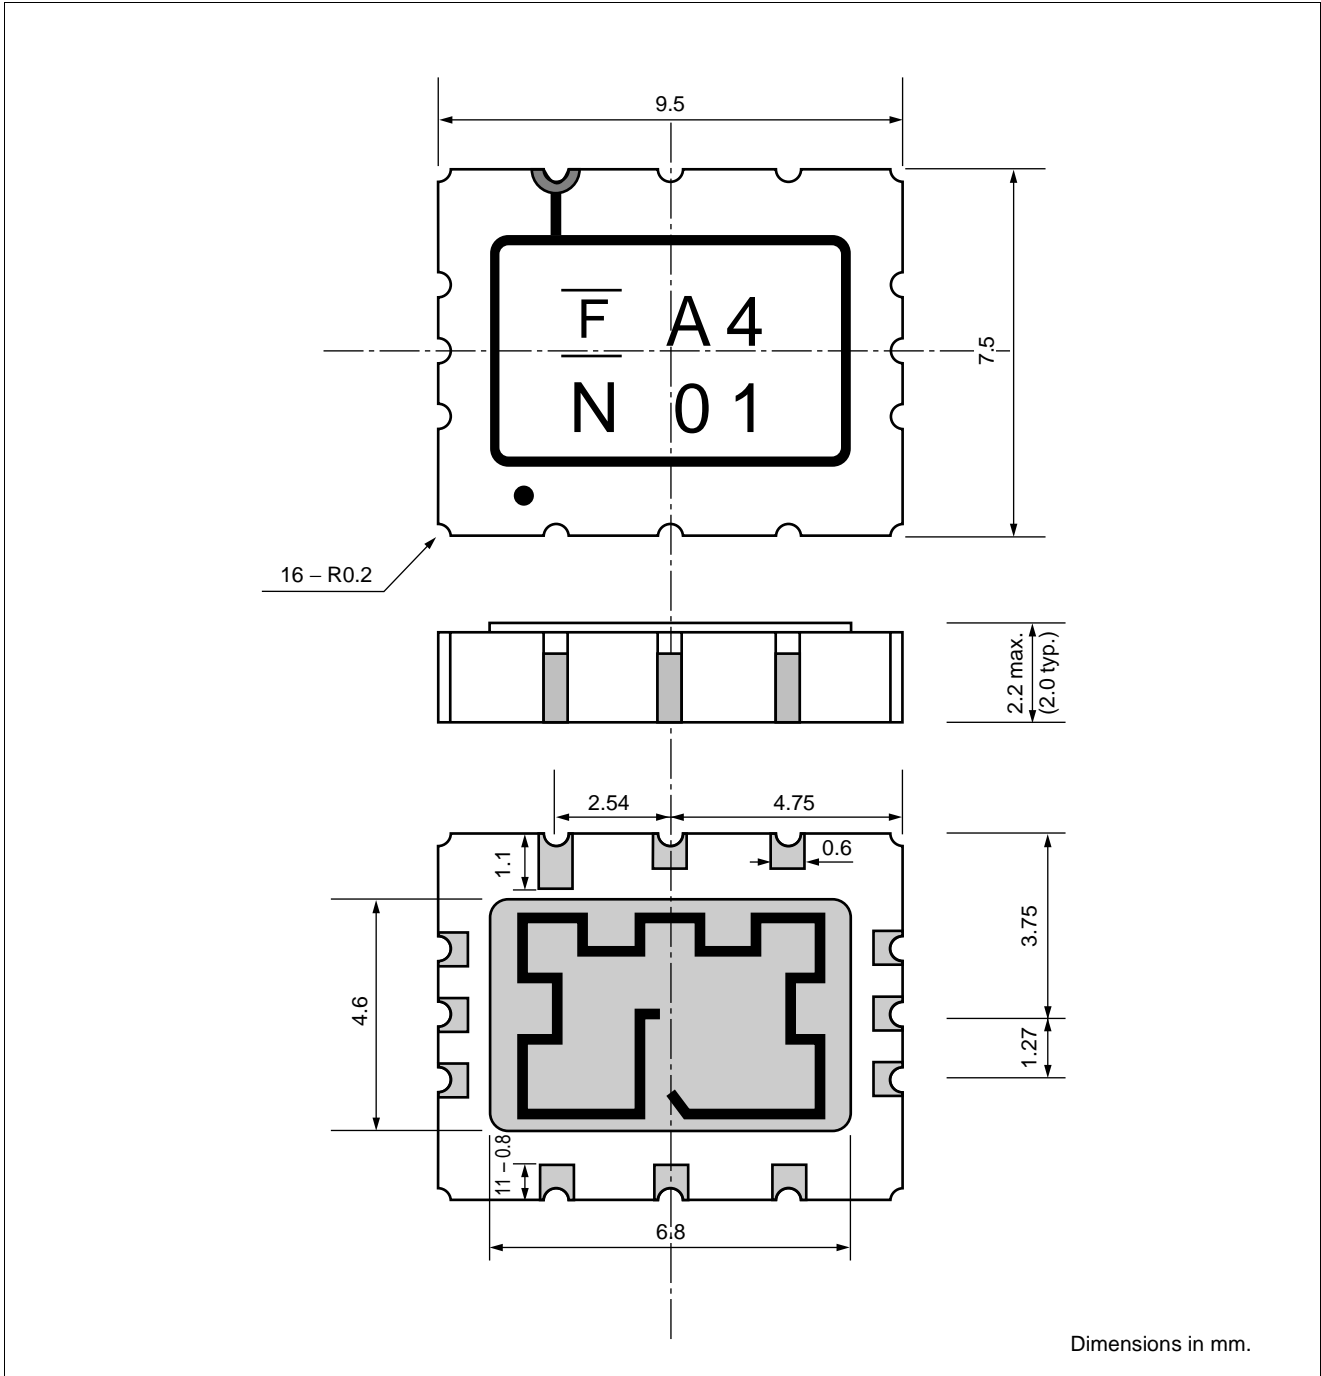 9.5
F A4
N 01
7.5
16 – R0.2
2.2 max.
(2.0 typ.)
2.54
4.75
1.1
0.6
3.75
4.6
1.27
11 – 0.8
6.8
Dimensions in mm.